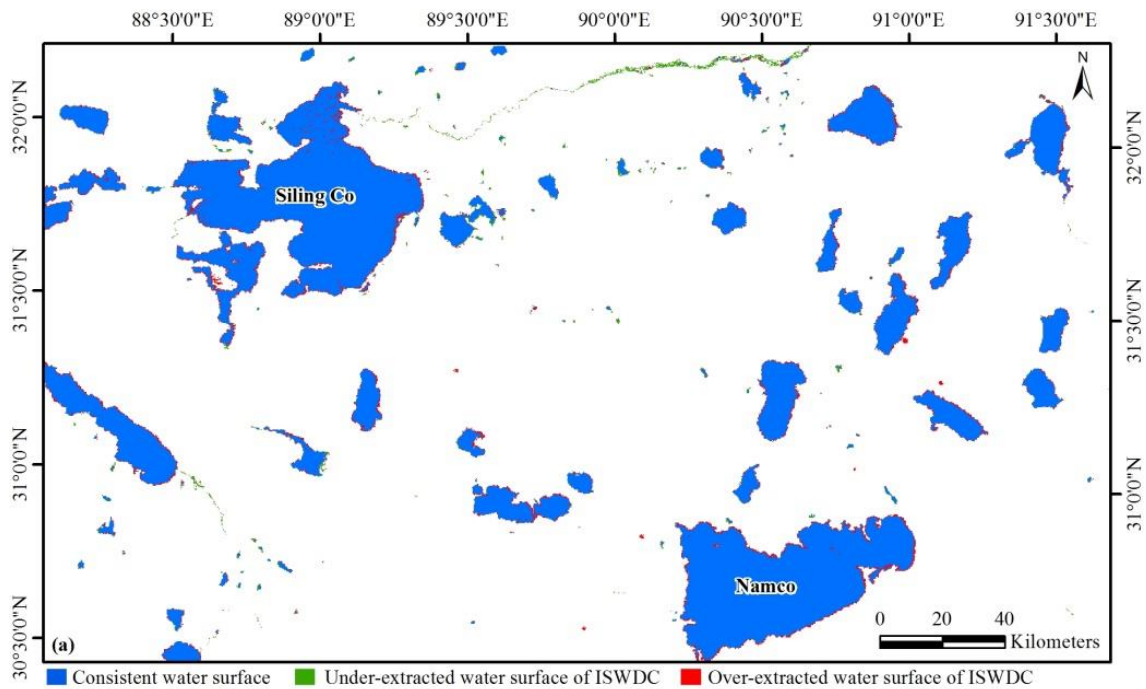 88°30'0"E 89°0'0"E 89°30'0"E 90°0'0"E 90°30'0"E 91°0'0"E 91°30'0"E
N
32°0'0"N
32°0'0"N
Siling Co
31°30'0"N
31°30'0"N
31°0'0"N
31°0'0"N
Namco
0 20 40
Kilometers
30°30'0"N
(a)
Consistent water surface Under-extracted water surface of ISWDC Over-extracted water surface of ISWDC